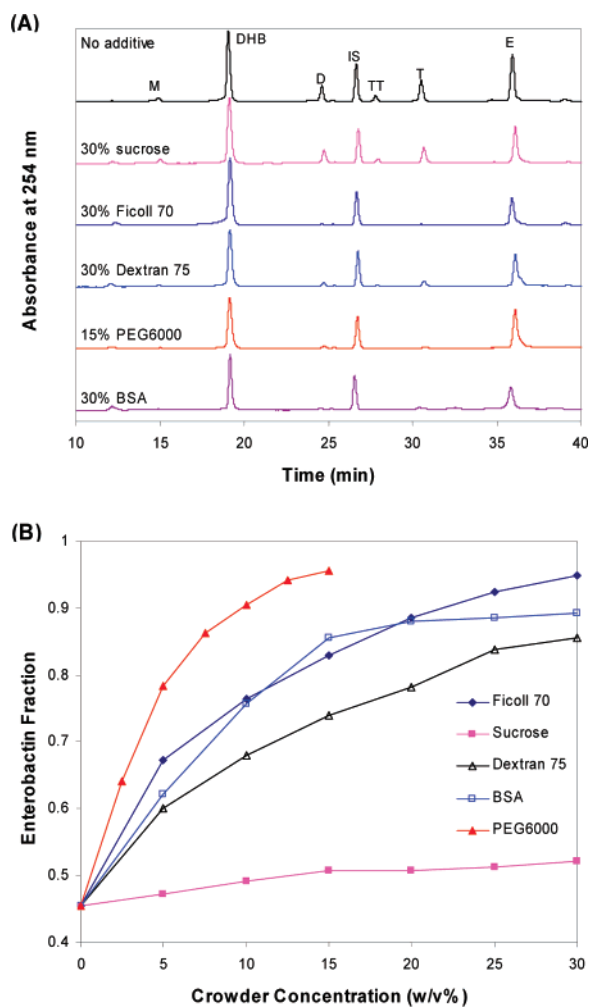 (A)
No additive
M
DHB
D
IS
TT
T
E
30% sucrose
30% Ficoll 70
30% Dextran 75
15% PEG6000
30% BSA
Absorbance at 254 nm
10 15 20 25 30 35 40
Time (min)
(B)
1
0.9
0.8
0.7
0.6
0.5
0.4
Enterobactin Fraction
Ficoll 70
Sucrose
Dextran 75
BSA
PEG6000
0 5 10 15 20 25 30
Crowder Concentration (w/v%)